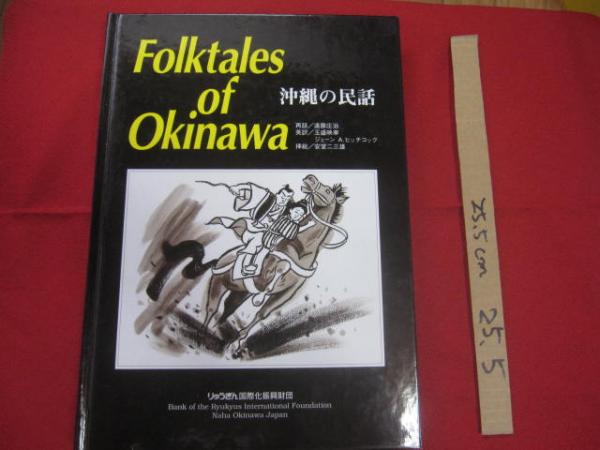 Folktales
of
Okinawa
沖縄の民話
再話／遠藤庄治
英訳／玉盛映聿
ジェーン A.ヒッチコック
挿絵／安室二三雄
りゅうぎん国際化振興財団
Bank of the Ryukyus International Foundation
Naha Okinawa Japan
25.5cm 25.5